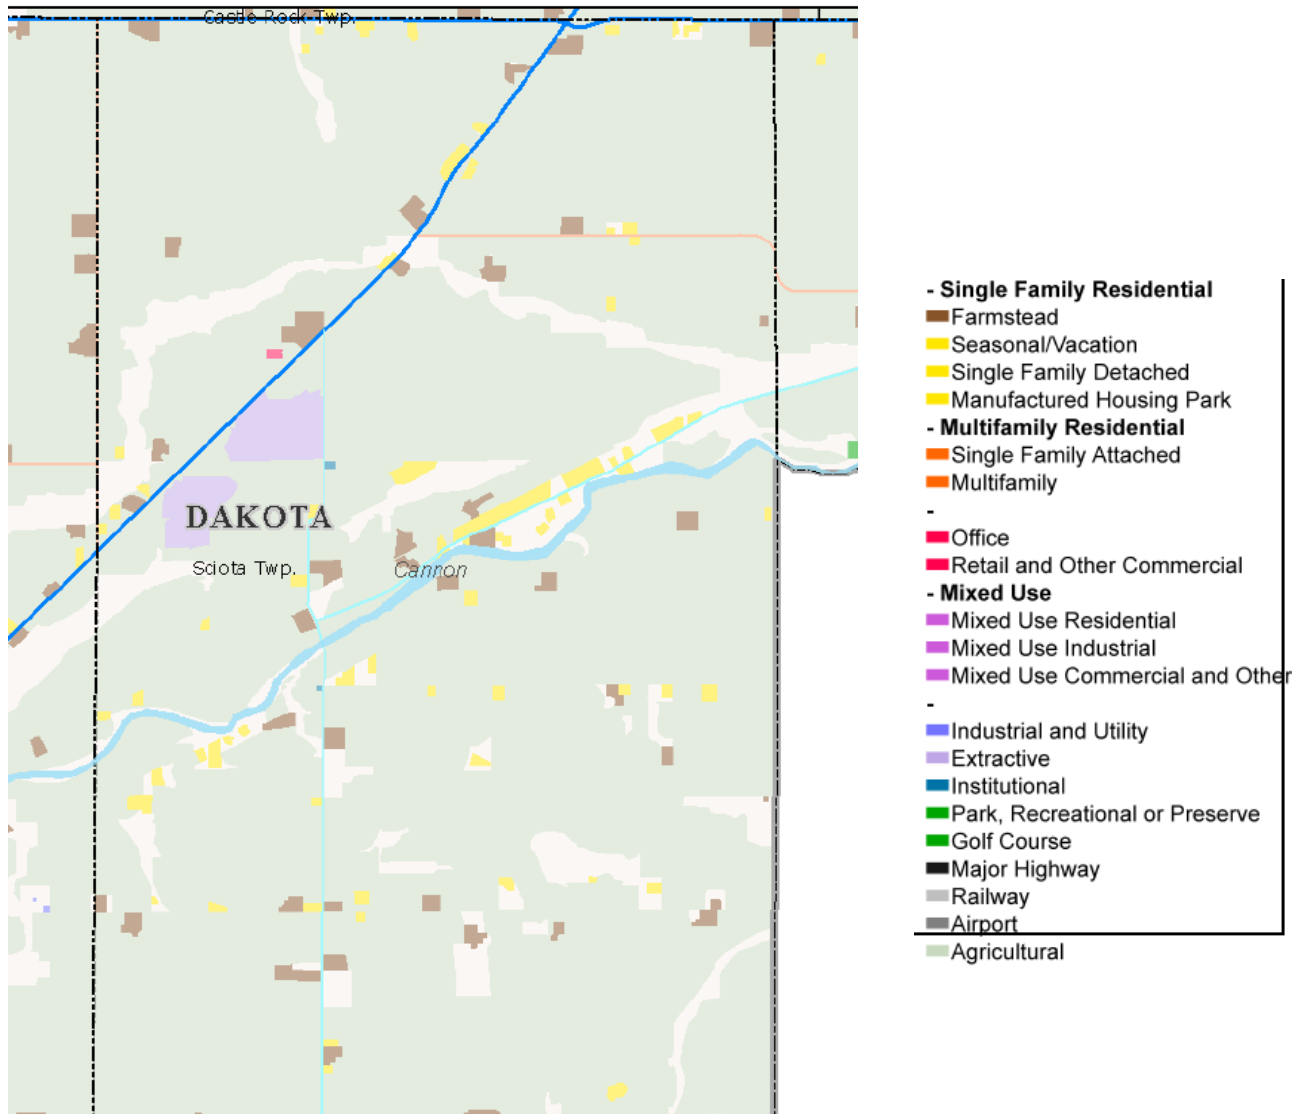 Castle Rock Twp.
DAKOTA
Sciota Twp.
Cannon
- Single Family Residential
Farmstead
Seasonal/Vacation
Single Family Detached
Manufactured Housing Park
- Multifamily Residential
Single Family Attached
Multifamily
-
Office
Retail and Other Commercial
- Mixed Use
Mixed Use Residential
Mixed Use Industrial
Mixed Use Commercial and Other
-
Industrial and Utility
Extractive
Institutional
Park, Recreational or Preserve
Golf Course
Major Highway
Railway
Airport
Agricultural